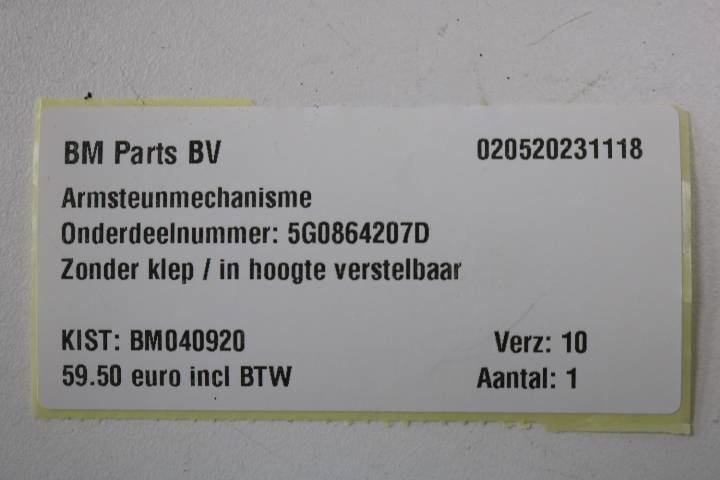 BM Parts BV 020520231118
Armsteunmechanisme
Onderdeelnummer: 5G0864207D
Zonder klep / in hoogte verstelbaar
KIST: BM040920 Verz: 10
59.50 euro incl BTW Aantal: 1